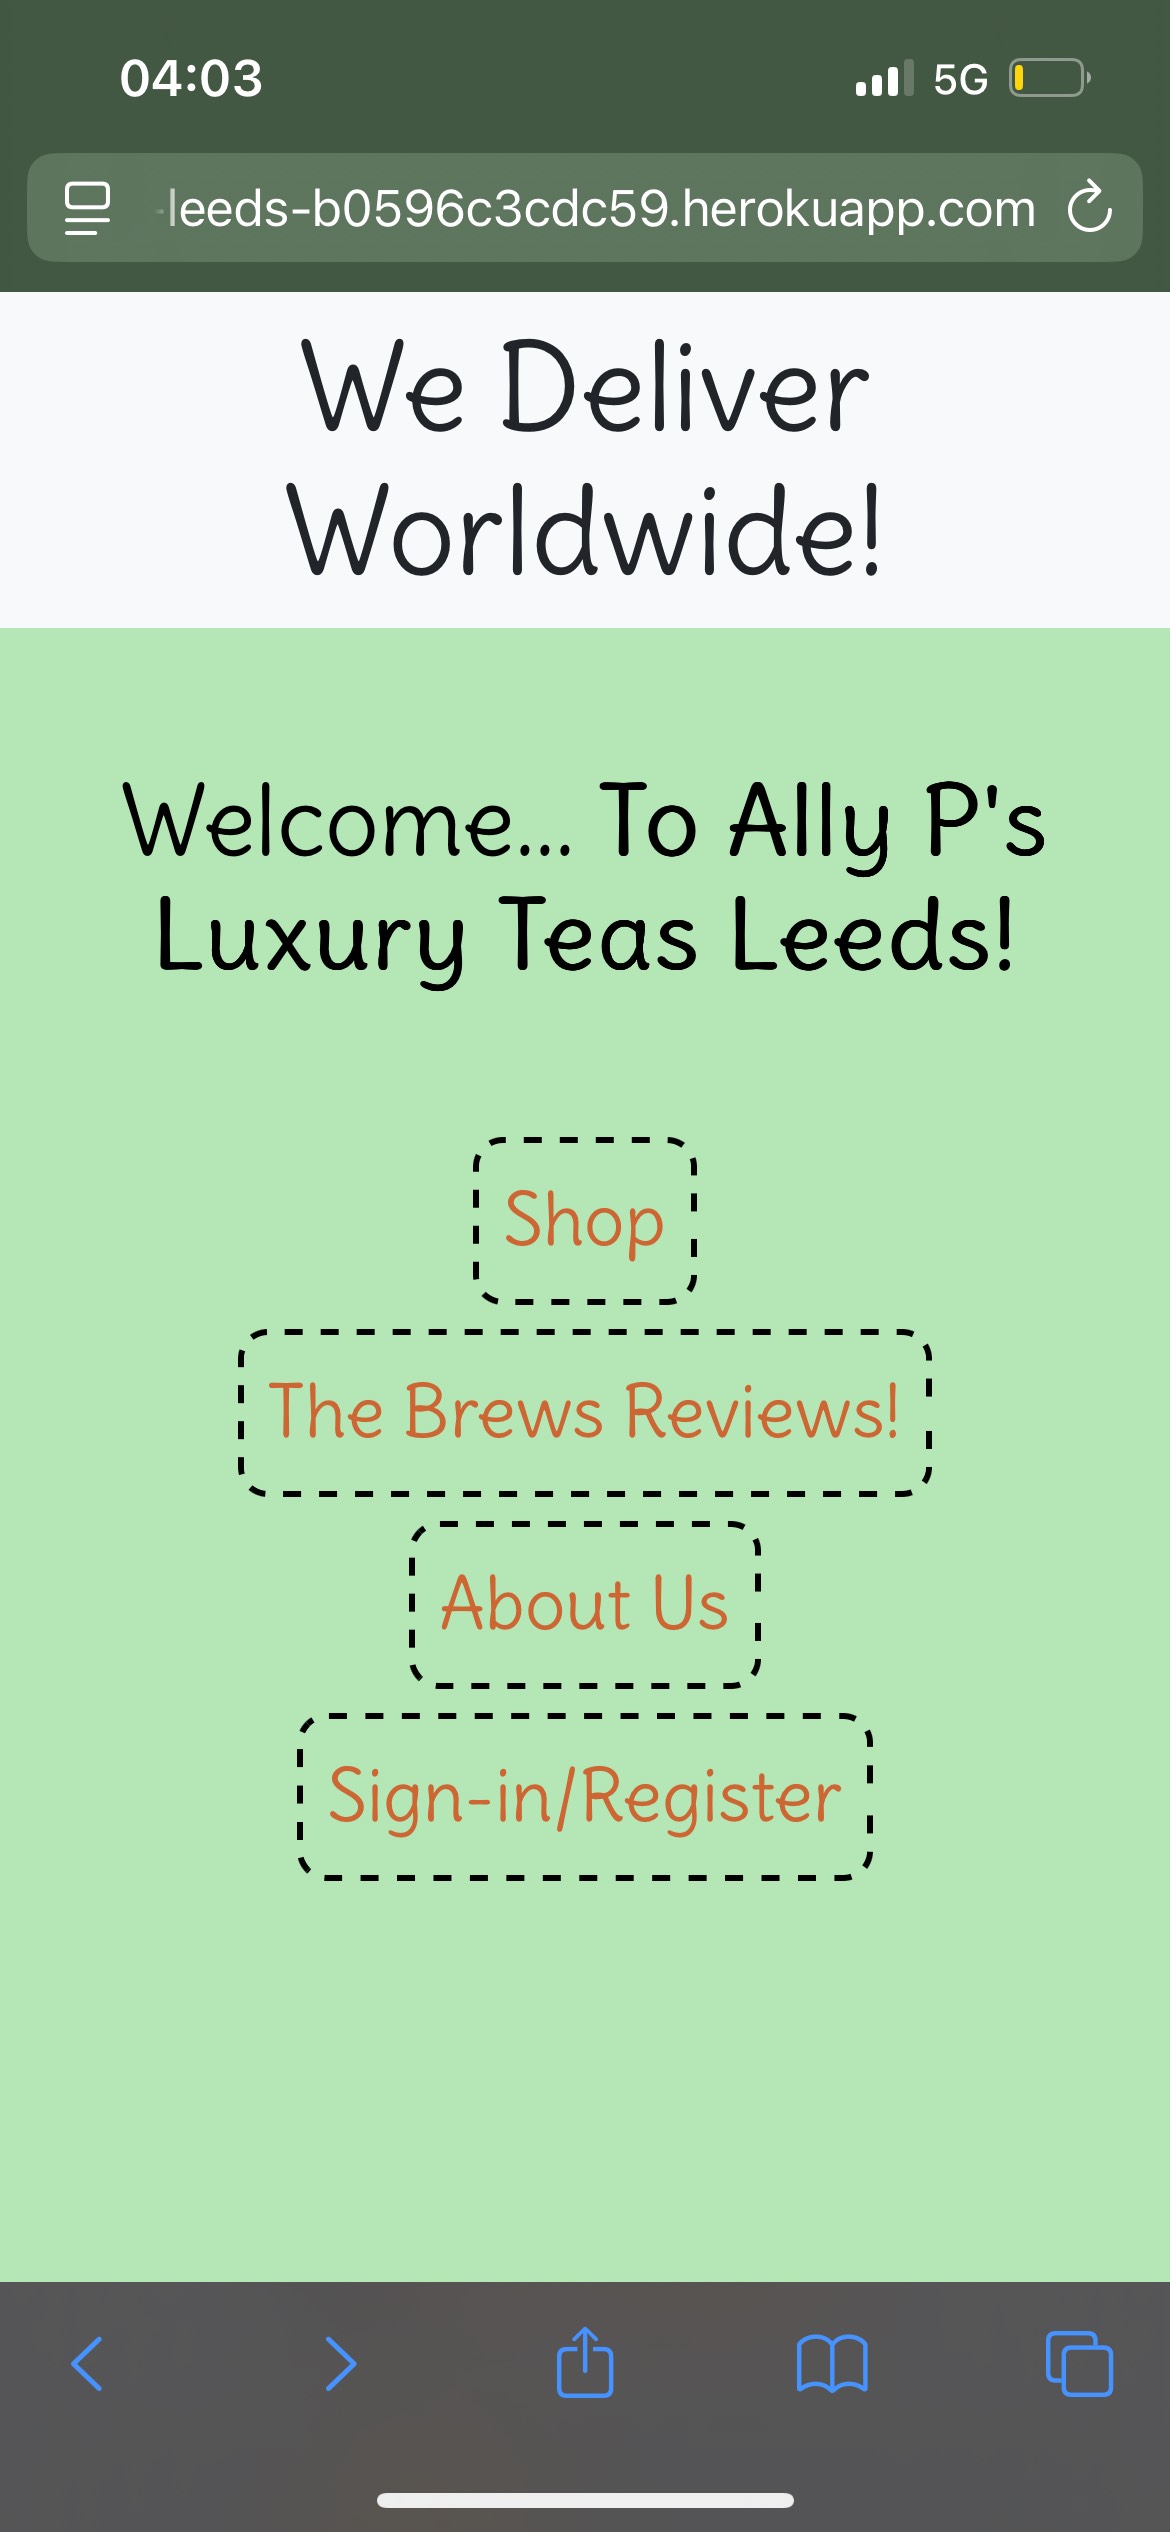 04:03 5G
-leeds-b0596c3cdc59.herokuapp.com
We Deliver
Worldwide!
Welcome... To Ally P's
Luxury Teas Leeds!
Shop
The Brews Reviews!
About Us
Sign-in/Register